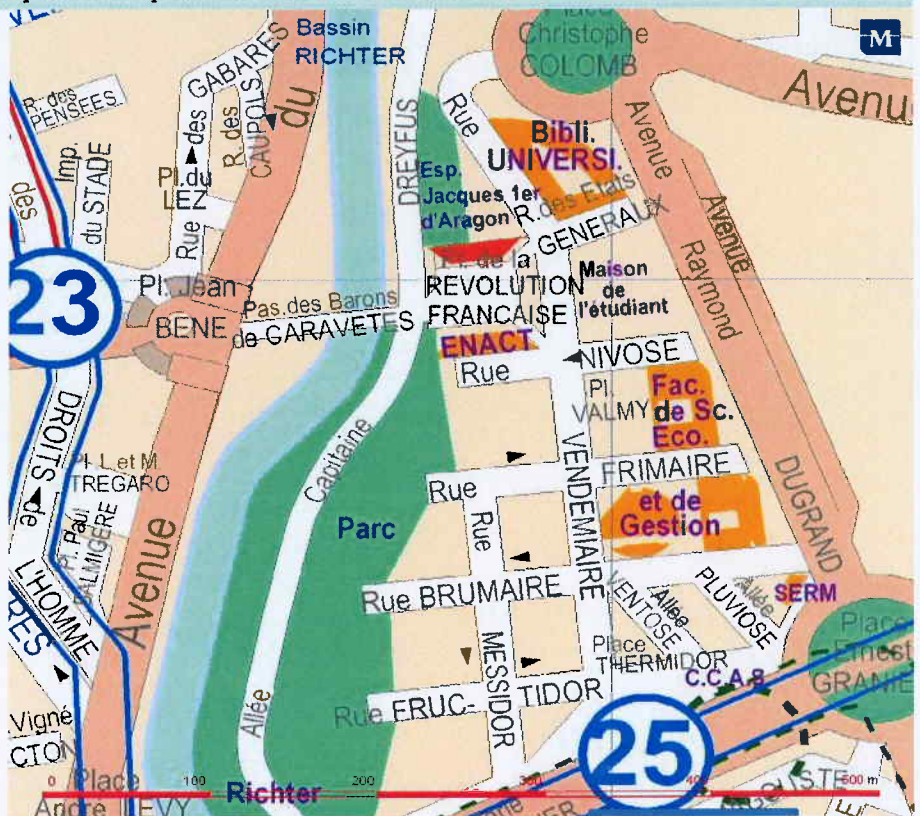 Bassin
RICHTER
Christophe
COLOMB
M
Avenu
R. des
PENSEES
Rue des GABARES
R. des
CAUPOLS
du
Imp.
du STADE
des
Pl. du
LEZ
DREYFUS
Rue
Bibli.
UNIVERSI.
Avenue
Esp.
Jacques 1er
d'Aragon
R. des Etats
GENERAUX
Avenue
Raymond
DUGRAND
de la
REVOLUTION
FRANCAISE
Maison
de
l'étudiant
23
Pl. Jean
BENE
Pas. des Barons
de GARAVETES
ENACT
Rue NIVOSE
Pl.
VALMY
Fac.
de Sc.
Eco.
et de
Gestion
VENDEMIAIRE
Rue FRIMAIRE
DROITS de
L'HOMME
Pl. L. et M.
TREGARO
Pl. Paul
Avenue
Capitaine
Allée
Parc
Rue
MESSIDOR
Rue BRUMAIRE
Allée
VENTOSE
Allée
PLUVIOSE
SERM
Place
THERMIDOR
C.C.A.S
Place
Ernest
GRANIE
Rue FRUC-TIDOR
25
Vigné
CTON
0 100 200 300 400 500 m
Place
André LEVY
Richter